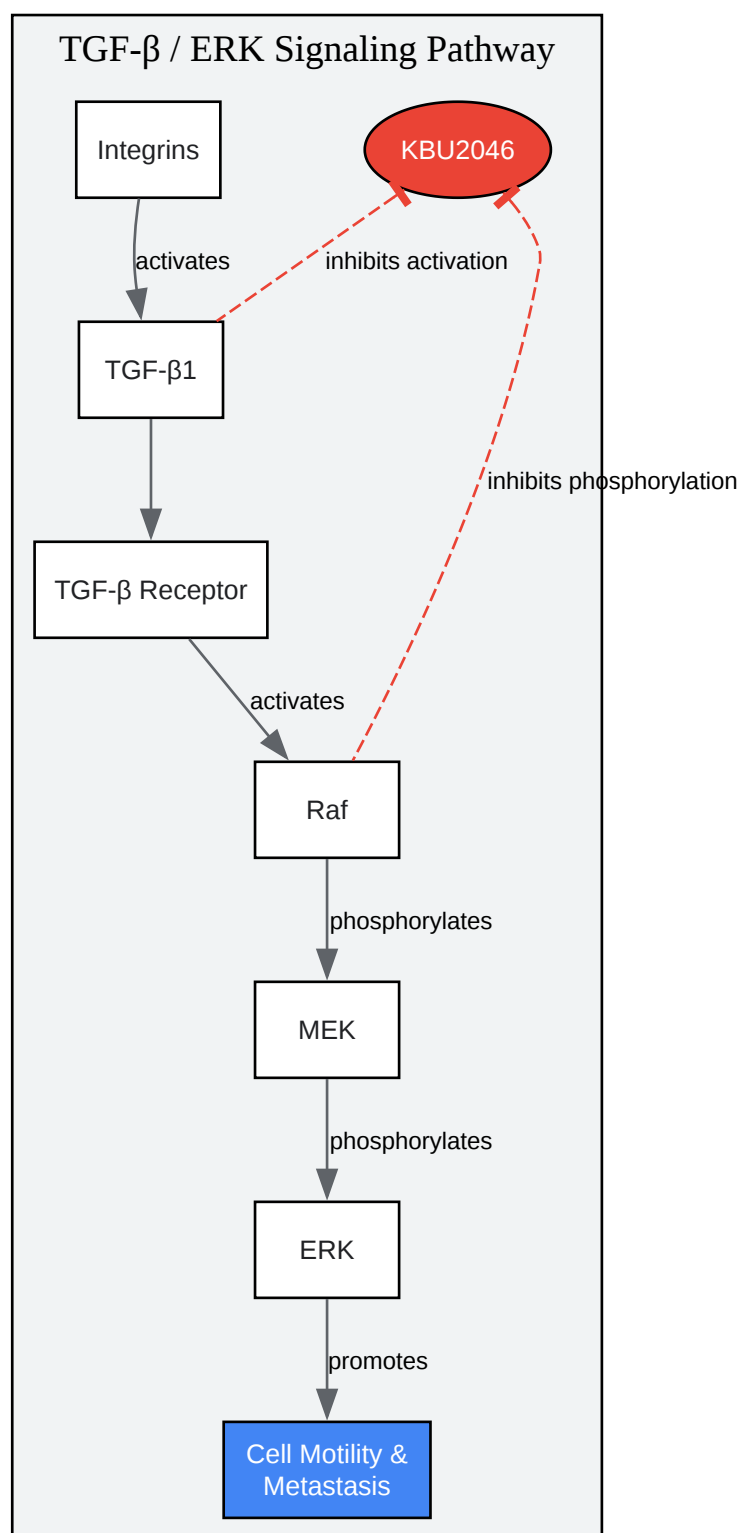 TGF-β / ERK Signaling Pathway
Integrins
KBU2046
activates
inhibits activation
TGF-β1
inhibits phosphorylation
TGF-β Receptor
activates
Raf
phosphorylates
MEK
phosphorylates
ERK
promotes
Cell Motility &
Metastasis